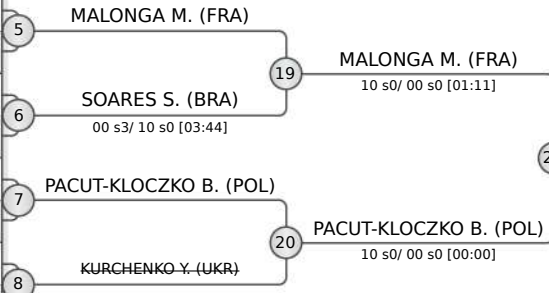 MALONGA M. (FRA)
5
MALONGA M. (FRA)
19
10 s0/ 00 s0 [01:11]
SOARES S. (BRA)
6
00 s3/ 10 s0 [03:44]
2
PACUT-KLOCZKO B. (POL)
7
PACUT-KLOCZKO B. (POL)
20
10 s0/ 00 s0 [00:00]
KURCHENKO Y. (UKR)
8